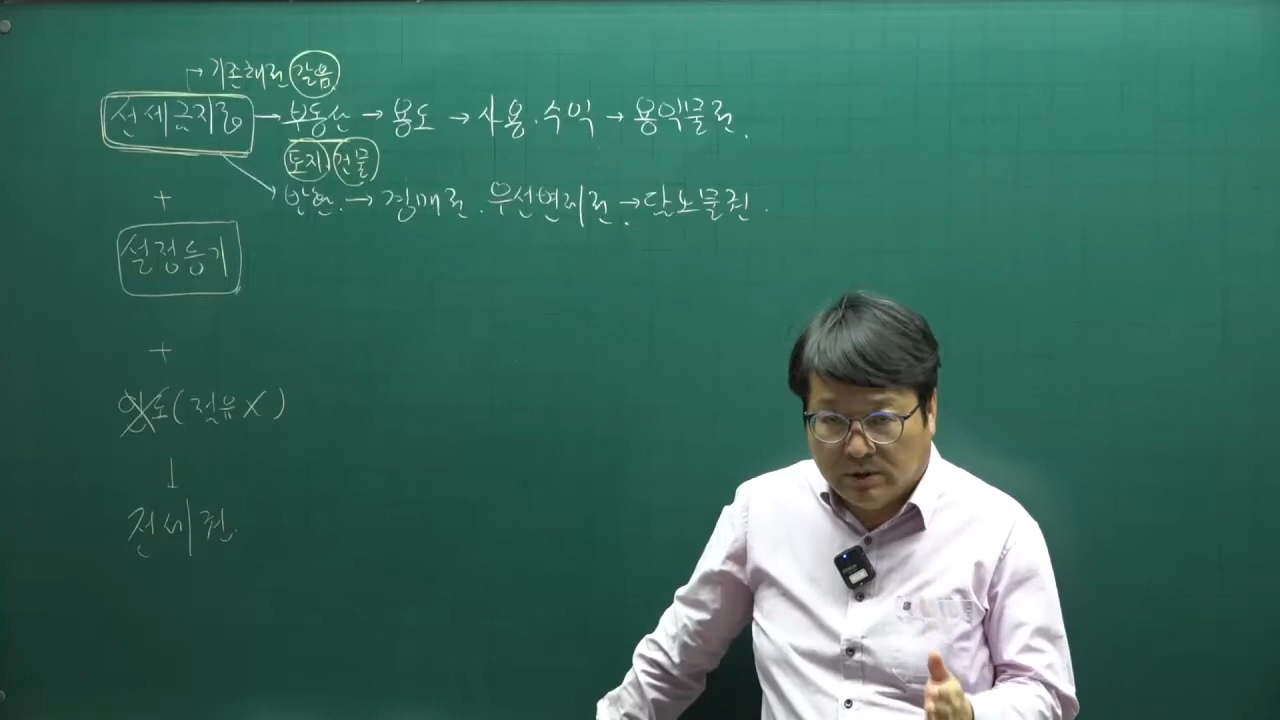 기존채권 갈음
전세금지급 → 부동산 → 용도 → 사용·수익 → 용익물권.
토지 건물
반환 → 경매권·우선변제권 → 담보물권.
+
설정등기
+
인도(점유X)
↓
전세권.